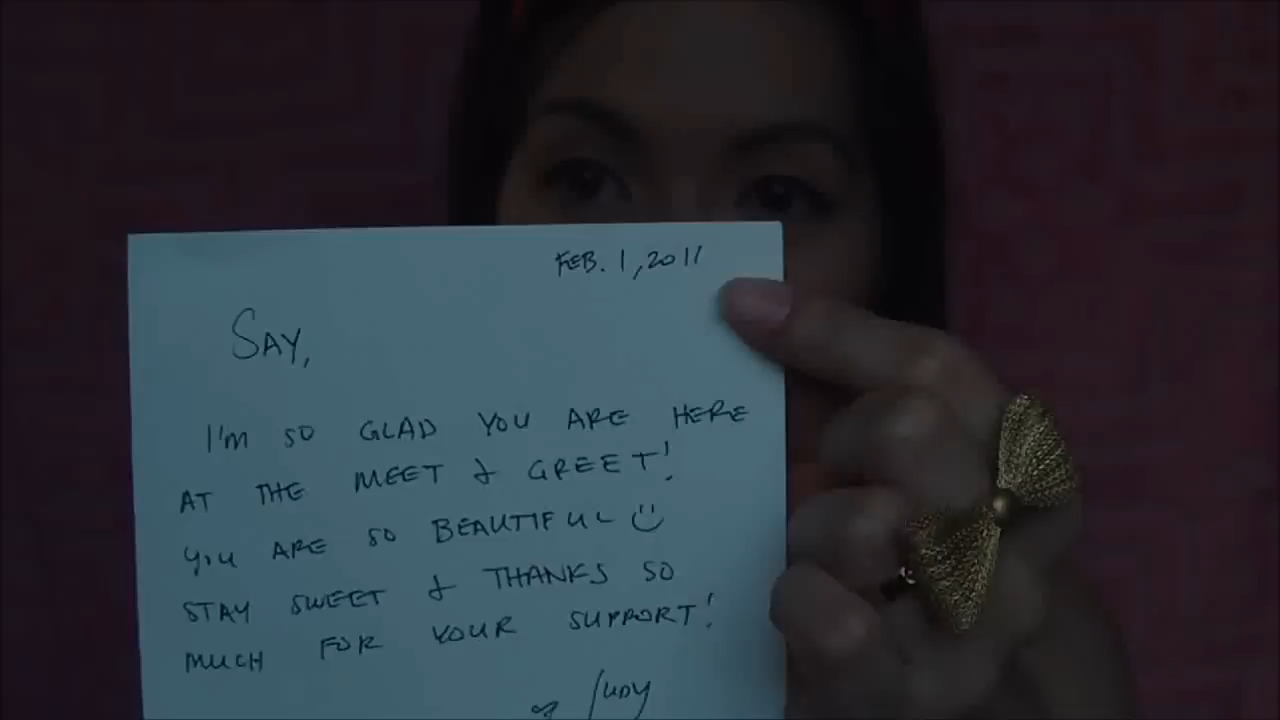 FEB. 1, 2011
SAY,
I'M SO GLAD YOU ARE HERE
AT THE MEET & GREET!
YOU ARE SO BEAUTIFUL ☺
STAY SWEET & THANKS SO
MUCH FOR YOUR SUPPORT!
JUDY